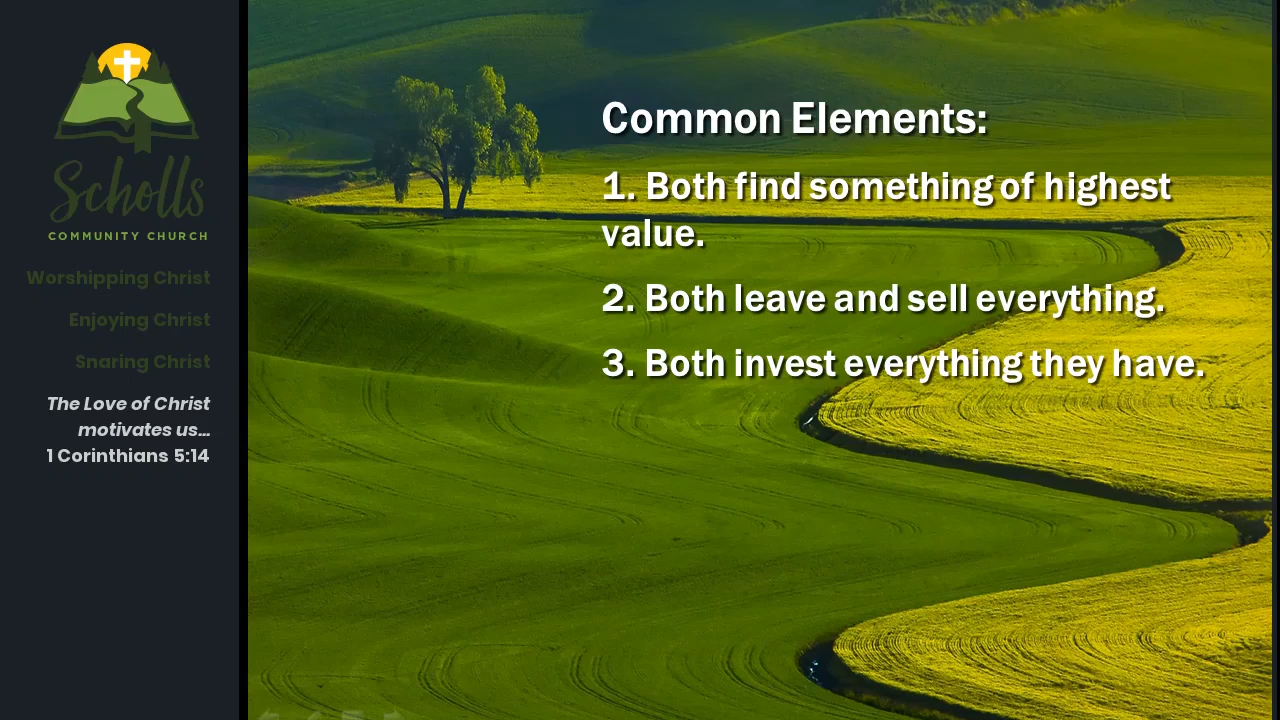 Scholls
COMMUNITY CHURCH
Worshipping Christ
Enjoying Christ
Snaring Christ
The Love of Christ
motivates us...
1 Corinthians 5:14
Common Elements:
1. Both find something of highest
value.
2. Both leave and sell everything.
3. Both invest everything they have.